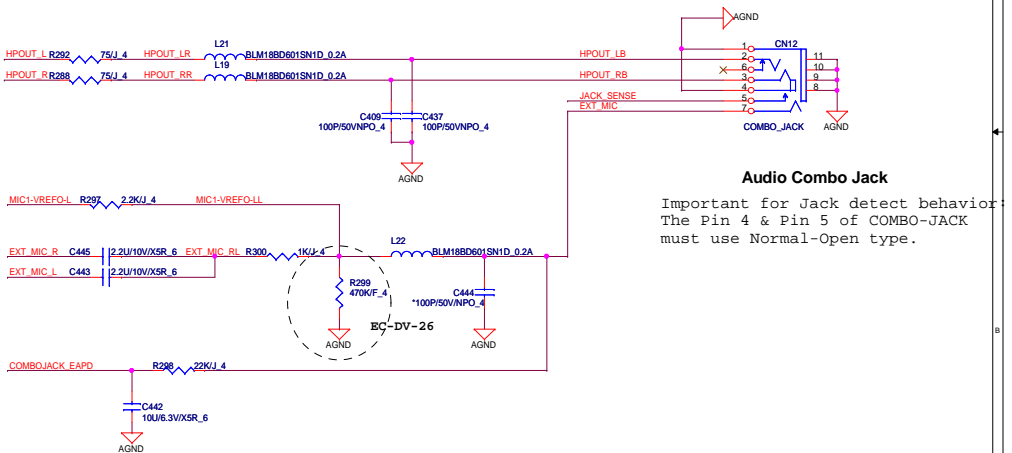 AGND
L21
CN12
HPOUT_L R292 75/J_4 HPOUT_LR BLM18BD601SN1D_0.2A HPOUT_LB
L19
HPOUT_R R288 75/J_4 HPOUT_RR BLM18BD601SN1D_0.2A HPOUT_RB
1
2
6
3
4
5
7
11
10
9
8
JACK_SENSE
EXT_MIC
COMBO_JACK
AGND
C409 C437
100P/50VNPO_4 100P/50VNPO_4
AGND
Audio Combo Jack
Important for Jack detect behavior:
The Pin 4 & Pin 5 of COMBO-JACK
must use Normal-Open type.
MIC1-VREFO-L R297 2.2K/J_4 MIC1-VREFO-LL
L22
EXT_MIC_R C445 2.2U/10V/X5R_6 EXT_MIC_RL R300 1K/J_4 BLM18BD601SN1D_0.2A
EXT_MIC_L C443 2.2U/10V/X5R_6
R299
470K/F_4
C444
*100P/50V/NPO_4
EC-DV-26
AGND
AGND
B
COMBOJACK_EAPD R298 22K/J_4
C442
10U/6.3V/X5R_6
AGND